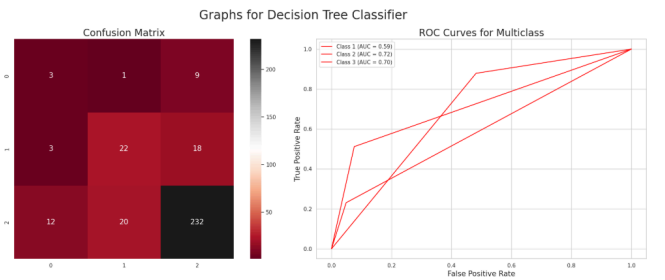 Graphs for Decision Tree Classifier
Confusion Matrix
0
1
2
3 1 9
3 22 18
12 20 232
0 1 2
200
150
100
50
ROC Curves for Multiclass
Class 1 (AUC = 0.59)
Class 2 (AUC = 0.72)
Class 3 (AUC = 0.70)
True Positive Rate
1.0
0.8
0.6
0.4
0.2
0.0
0.0 0.2 0.4 0.6 0.8 1.0
False Positive Rate